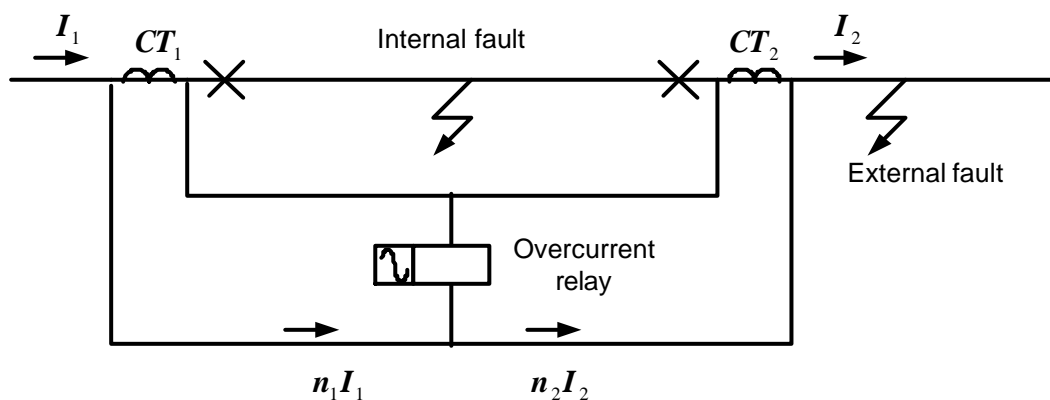 I₁
CT₁
Internal fault
CT₂
I₂
External fault
Overcurrent
relay
n₁I₁
n₂I₂